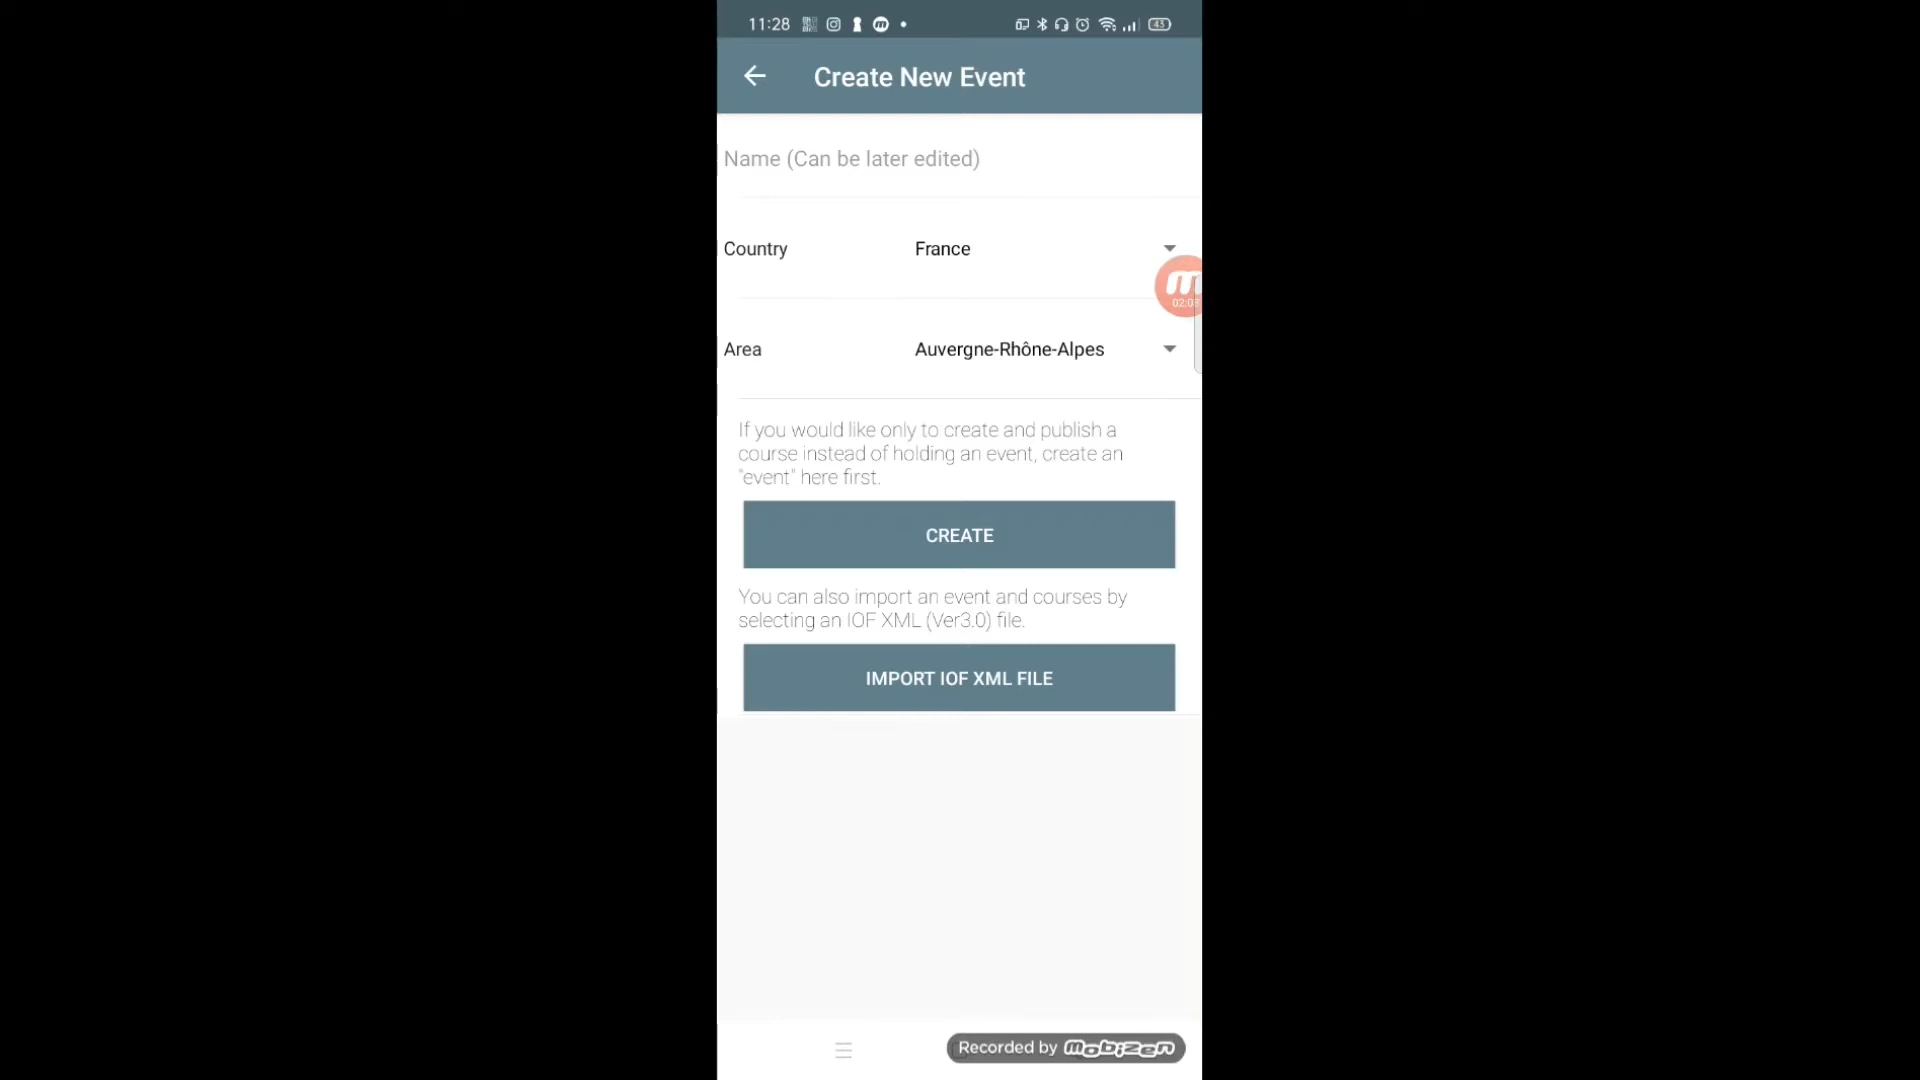 11:28
43
Create New Event
Name (Can be later edited)
Country
France
02:0
Area
Auvergne-Rhône-Alpes
If you would like only to create and publish a
course instead of holding an event, create an
"event" here first.
CREATE
You can also import an event and courses by
selecting an IOF XML (Ver3.0) file.
IMPORT IOF XML FILE
Recorded by mobizen